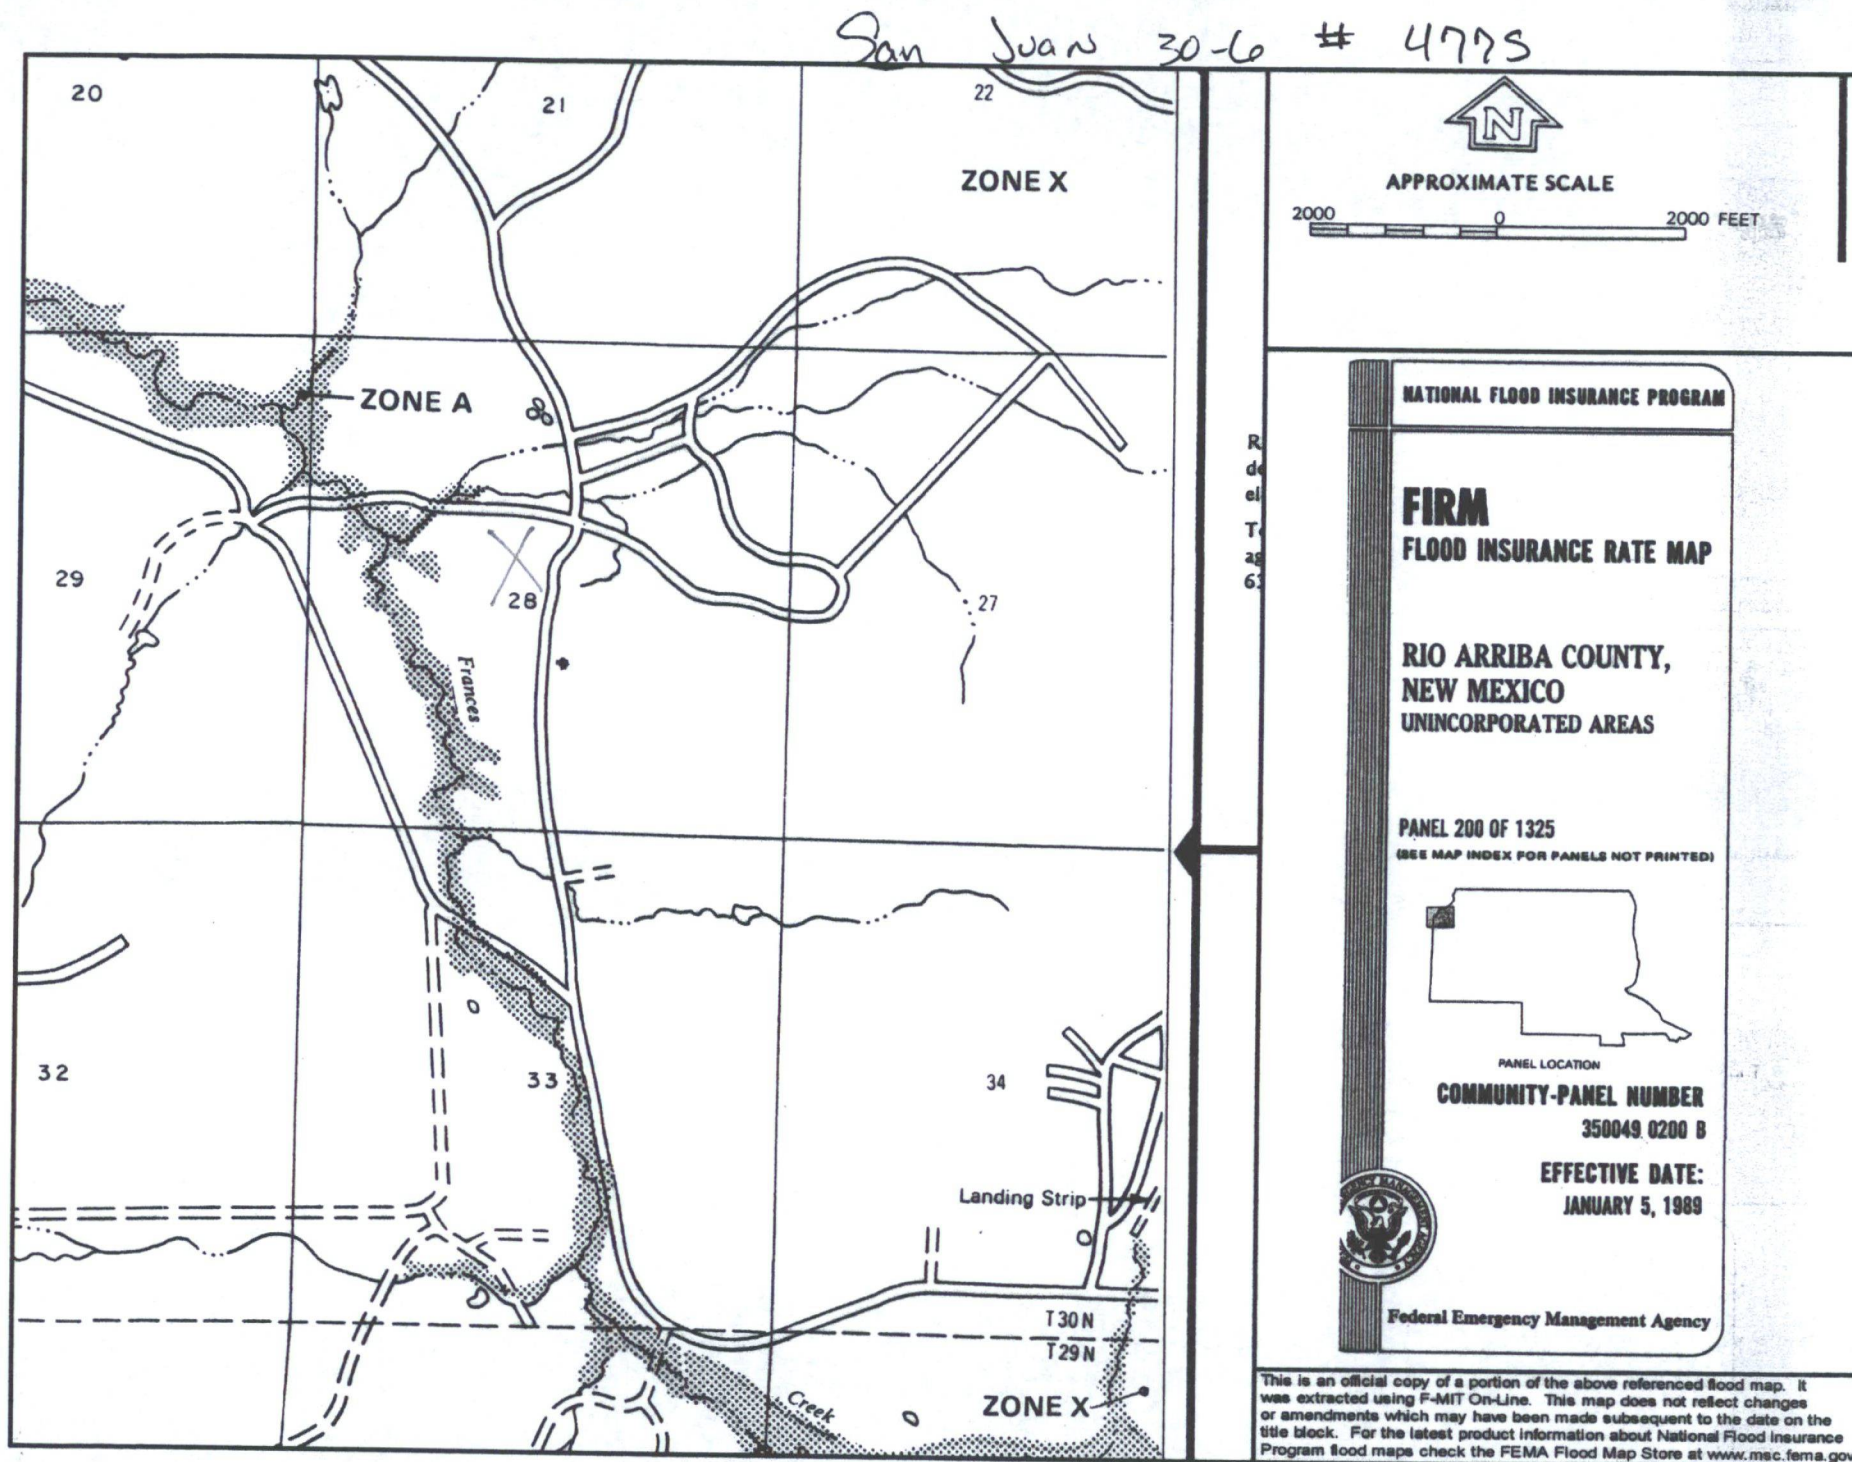 San Juan 30-6 # 477S
20
21
22
ZONE X
ZONE A
29
28
27
Frances
32
33
34
Landing Strip
T30N
T29N
ZONE X
Creek
N
APPROXIMATE SCALE
2000 0 2000 FEET
NATIONAL FLOOD INSURANCE PROGRAM
FIRM
FLOOD INSURANCE RATE MAP
RIO ARRIBA COUNTY,
NEW MEXICO
UNINCORPORATED AREAS
PANEL 200 OF 1325
(SEE MAP INDEX FOR PANELS NOT PRINTED)
PANEL LOCATION
COMMUNITY-PANEL NUMBER
350049 0200 B
EFFECTIVE DATE:
JANUARY 5, 1989
Federal Emergency Management Agency
This is an official copy of a portion of the above referenced flood map. It
was extracted using F-MIT On-Line. This map does not reflect changes
or amendments which may have been made subsequent to the date on the
title block. For the latest product information about National Flood Insurance
Program flood maps check the FEMA Flood Map Store at www.msc.fema.gov